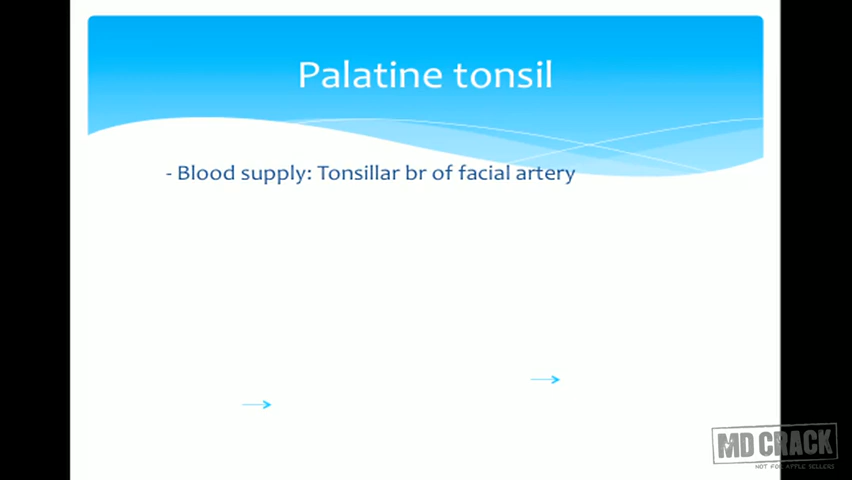 Palatine tonsil
- Blood supply: Tonsillar br of facial artery
MD CRACK
NOT FOR APPLE SELLERS